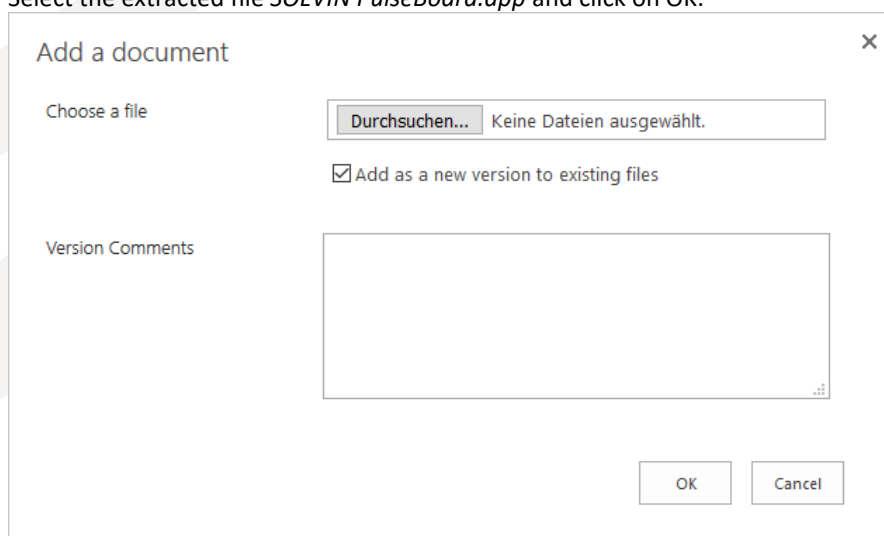 Select the extracted file SOLVIN PulseBoard.app and click on OK.
Add a document
Choose a file
Durchsuchen... Keine Dateien ausgewählt.
Add as a new version to existing files
Version Comments
OK Cancel